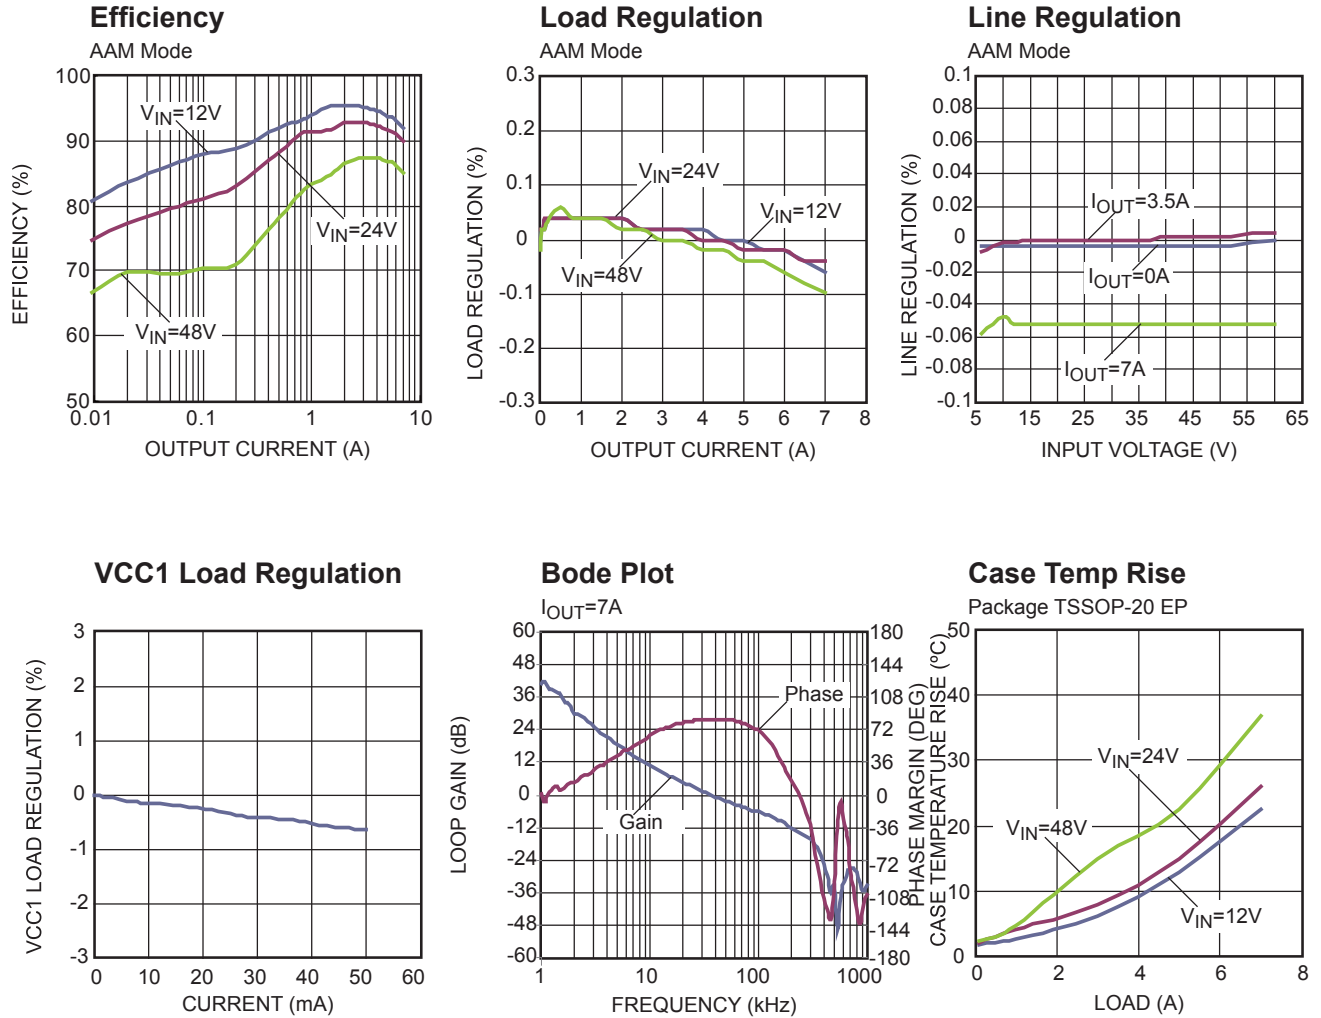 Efficiency
AAM Mode
100
90
80
70
60
50
0.01
0.1
1
10
EFFICIENCY (%)
OUTPUT CURRENT (A)
VIN=12V
VIN=24V
VIN=48V
Load Regulation
AAM Mode
0.3
0.2
0.1
0
-0.1
-0.2
-0.3
0 1 2 3 4 5 6 7 8
LOAD REGULATION (%)
OUTPUT CURRENT (A)
VIN=24V
VIN=12V
VIN=48V
Line Regulation
AAM Mode
0.1
0.08
0.06
0.04
0.02
0
-0.02
-0.04
-0.06
-0.08
-0.1
5 15 25 35 45 55 65
LINE REGULATION (%)
INPUT VOLTAGE (V)
IOUT=3.5A
IOUT=0A
IOUT=7A
VCC1 Load Regulation
3
2
1
0
-1
-2
-3
0 10 20 30 40 50 60
VCC1 LOAD REGULATION (%)
CURRENT (mA)
Bode Plot
IOUT=7A
60
48
36
24
12
0
-12
-24
-36
-48
-60
180
144
108
72
36
0
-36
-72
-108
-144
-180
1 10 100 1000
LOOP GAIN (dB)
PHASE MARGIN (DEG)
FREQUENCY (kHz)
Phase
Gain
Case Temp Rise
Package TSSOP-20 EP
50
40
30
20
10
0
0 2 4 6 8
CASE TEMPERATURE RISE (ºC)
LOAD (A)
VIN=24V
VIN=48V
VIN=12V